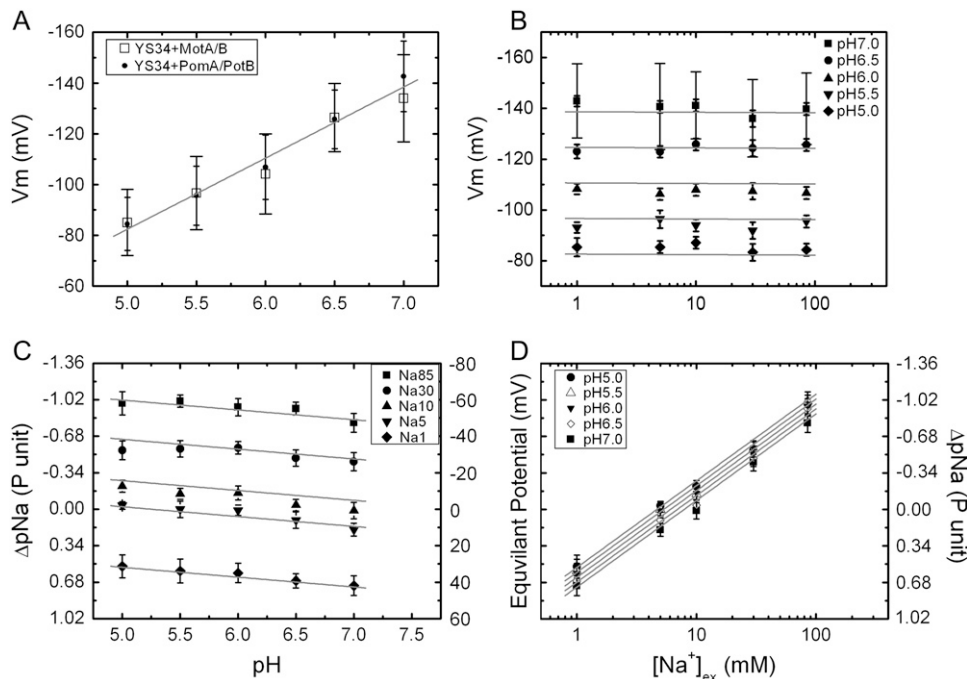 A
B
-160
-140
-120
-100
-80
-60
Vm (mV)
YS34+MotA/B
YS34+PomA/PotB
5.0 5.5 6.0 6.5 7.0
-160
-140
-120
-100
-80
Vm (mV)
pH7.0
pH6.5
pH6.0
pH5.5
pH5.0
1 10 100
C
D
-1.36
-1.02
-0.68
-0.34
0.00
0.34
0.68
1.02
ΔpNa (P unit)
Na85
Na30
Na10
Na5
Na1
-80
-60
-40
-20
0
20
40
60
5.0 5.5 6.0 6.5 7.0 7.5
pH
Equvilant Potential (mV)
pH5.0
pH5.5
pH6.0
pH6.5
pH7.0
-1.36
-1.02
-0.68
-0.34
0.00
0.34
0.68
1.02
ΔpNa (P unit)
1 10 100
[Na+]ex (mM)